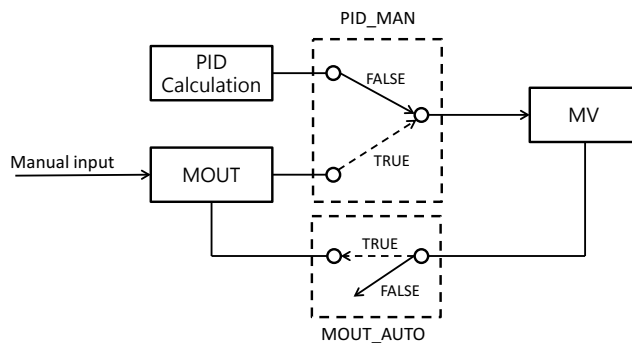 PID_MAN
PID
Calculation
FALSE
MV
Manual input
MOUT
TRUE
TRUE
FALSE
MOUT_AUTO